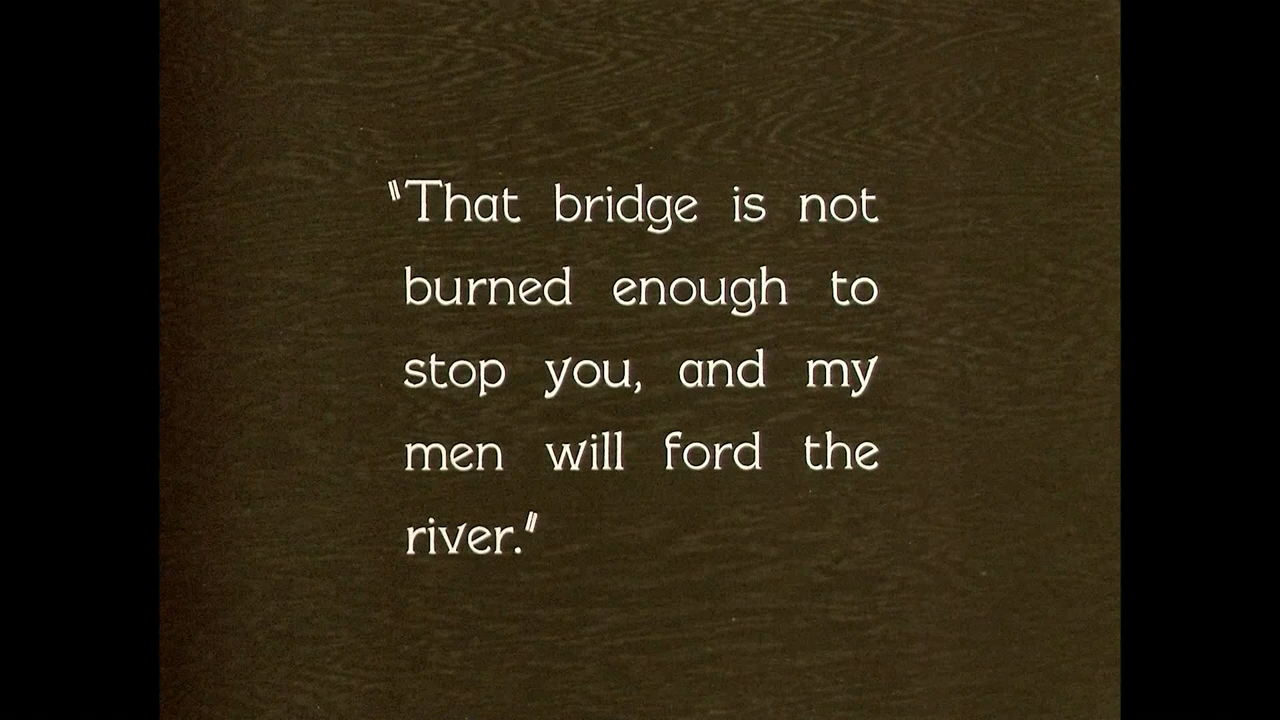 "That bridge is not
burned enough to
stop you, and my
men will ford the
river."